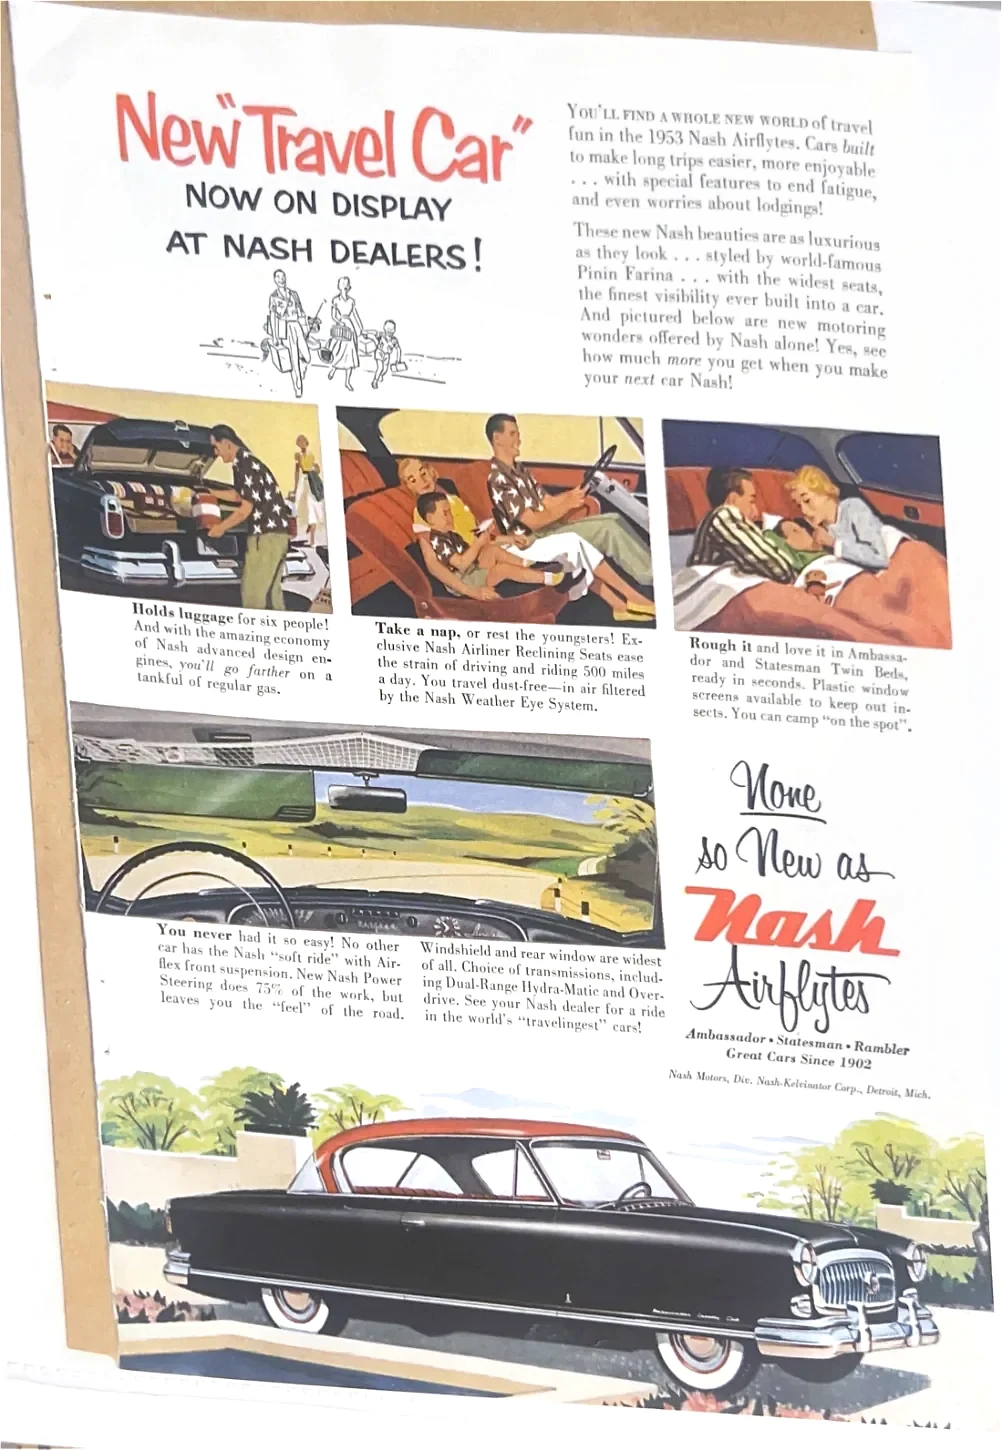 New "Travel Car"
NOW ON DISPLAY
AT NASH DEALERS!
YOU'LL FIND A WHOLE NEW WORLD of travel
fun in the 1953 Nash Airflytes. Cars built
to make long trips easier, more enjoyable
. . . with special features to end fatigue,
and even worries about lodgings!
These new Nash beauties are as luxurious
as they look . . . styled by world-famous
Pinin Farina . . . with the widest seats,
the finest visibility ever built into a car.
And pictured below are new motoring
wonders offered by Nash alone! Yes, see
how much more you get when you make
your next car Nash!
Holds luggage for six people!
And with the amazing economy
of Nash advanced design en-
gines, you'll go farther on a
tankful of regular gas.
Take a nap, or rest the youngsters! Ex-
clusive Nash Airliner Reclining Seats ease
the strain of driving and riding 500 miles
a day. You travel dust-free—in air filtered
by the Nash Weather Eye System.
Rough it and love it in Ambassa-
dor and Statesman Twin Beds,
ready in seconds. Plastic window
screens available to keep out in-
sects. You can camp "on the spot".
You never had it so easy! No other
car has the Nash "soft ride" with Air-
flex front suspension. New Nash Power
Steering does 75% of the work, but
leaves you the "feel" of the road.
Windshield and rear window are widest
of all. Choice of transmissions, includ-
ing Dual-Range Hydra-Matic and Over-
drive. See your Nash dealer for a ride
in the world's "travelingest" cars!
None
so New as
Nash
Airflytes
Ambassador • Statesman • Rambler
Great Cars Since 1902
Nash Motors, Div. Nash-Kelvinator Corp., Detroit, Mich.